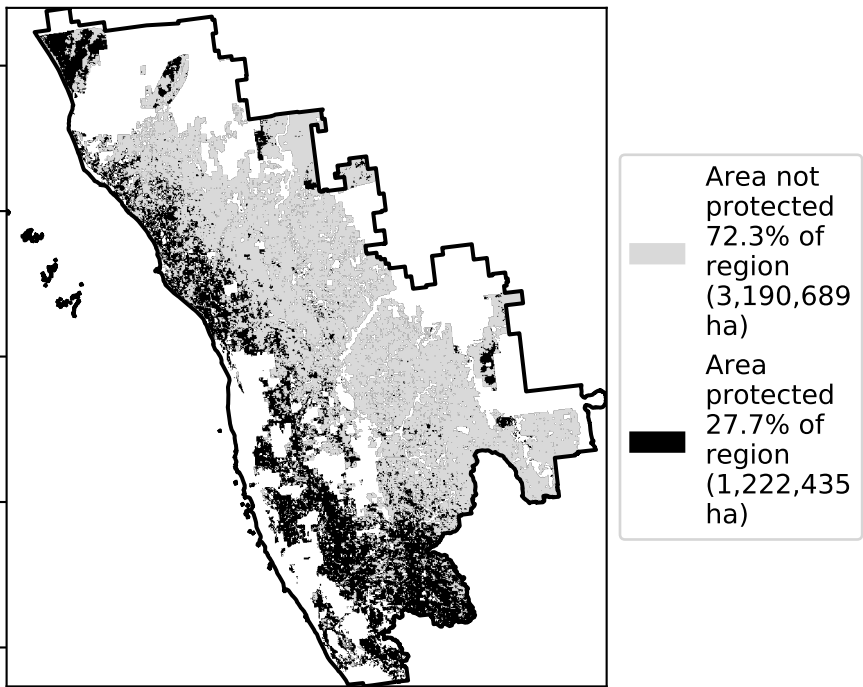 Area not
protected
72.3% of
region
(3,190,689
ha)
Area
protected
27.7% of
region
(1,222,435
ha)